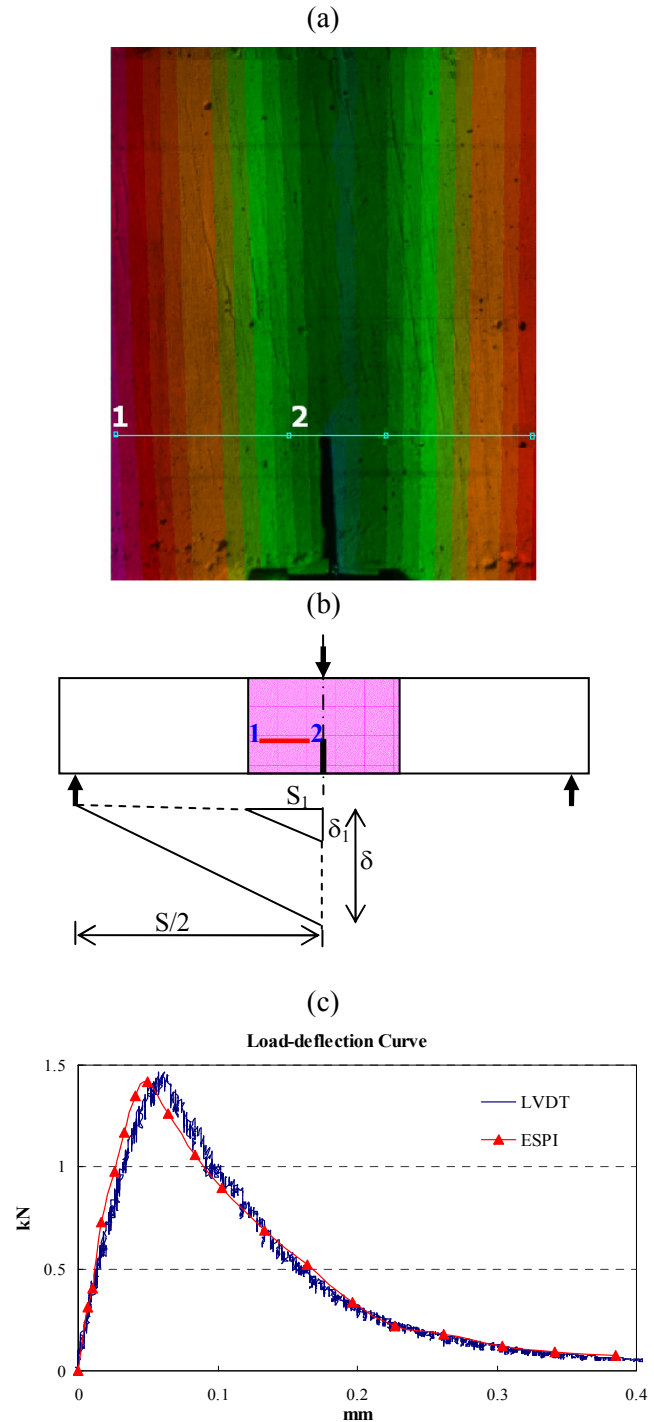 (a)
1 2
(b)
1 2
S₁
δ₁
δ
S/2
(c)
Load-deflection Curve
1.5
LVDT
ESPI
1
kN
0.5
0
0 0.1 0.2 0.3 0.4
mm